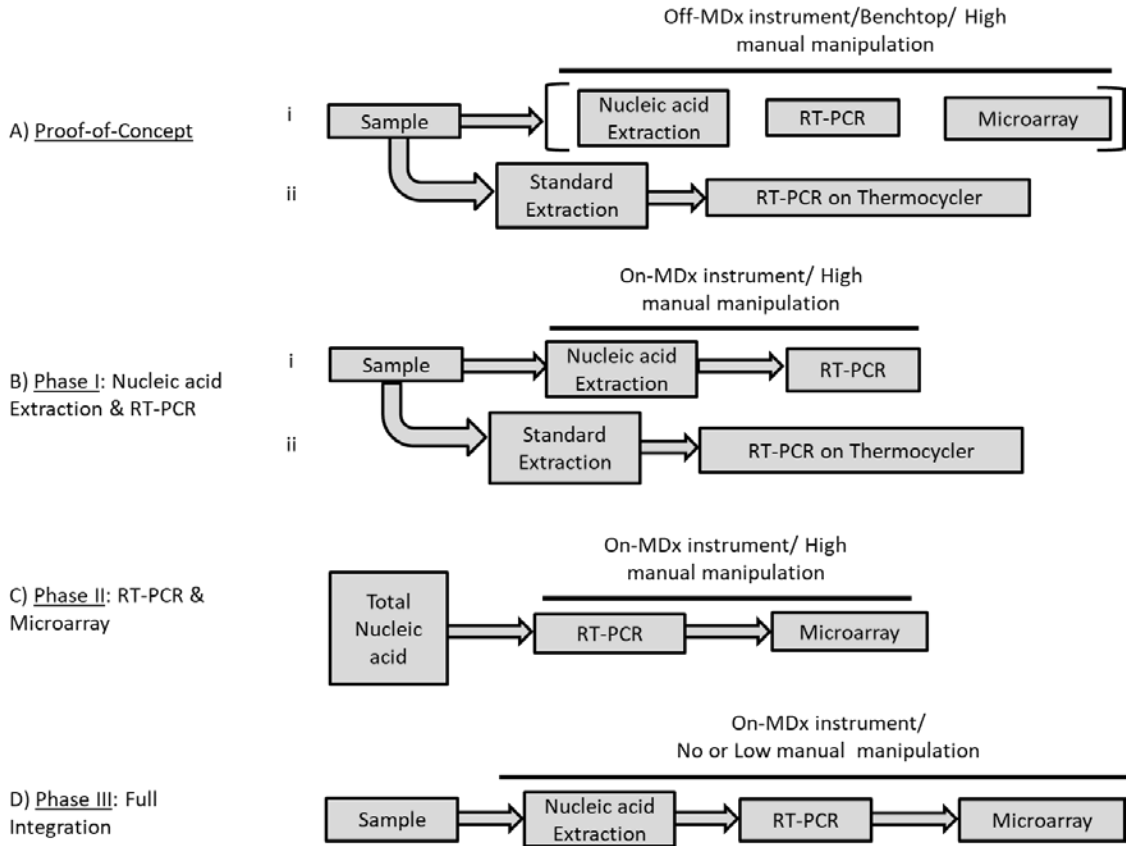 Off-MDx instrument/Benchtop/ High
manual manipulation
A) Proof-of-Concept
i
Sample
Nucleic acid
Extraction
RT-PCR
Microarray
ii
Standard
Extraction
RT-PCR on Thermocycler
On-MDx instrument/ High
manual manipulation
B) Phase I: Nucleic acid
Extraction & RT-PCR
i
Sample
Nucleic acid
Extraction
RT-PCR
ii
Standard
Extraction
RT-PCR on Thermocycler
On-MDx instrument/ High
manual manipulation
C) Phase II: RT-PCR &
Microarray
Total
Nucleic
acid
RT-PCR
Microarray
On-MDx instrument/
No or Low manual manipulation
D) Phase III: Full
Integration
Sample
Nucleic acid
Extraction
RT-PCR
Microarray